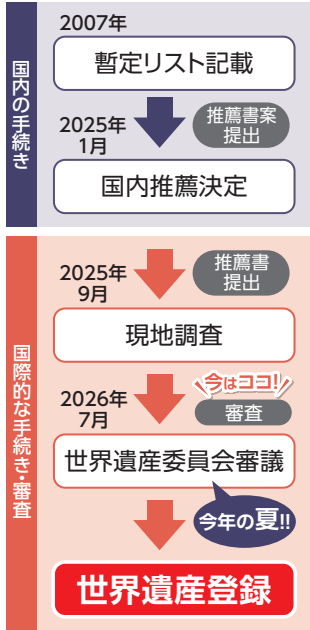 国内の手続き
2007年
暫定リスト記載
推薦書案
提出
2025年
1月
国内推薦決定
国際的な手続き・審査
推薦書
提出
2025年
9月
現地調査
今はココ!
審査
2026年
7月
世界遺産委員会審議
今年の夏!!
世界遺産登録